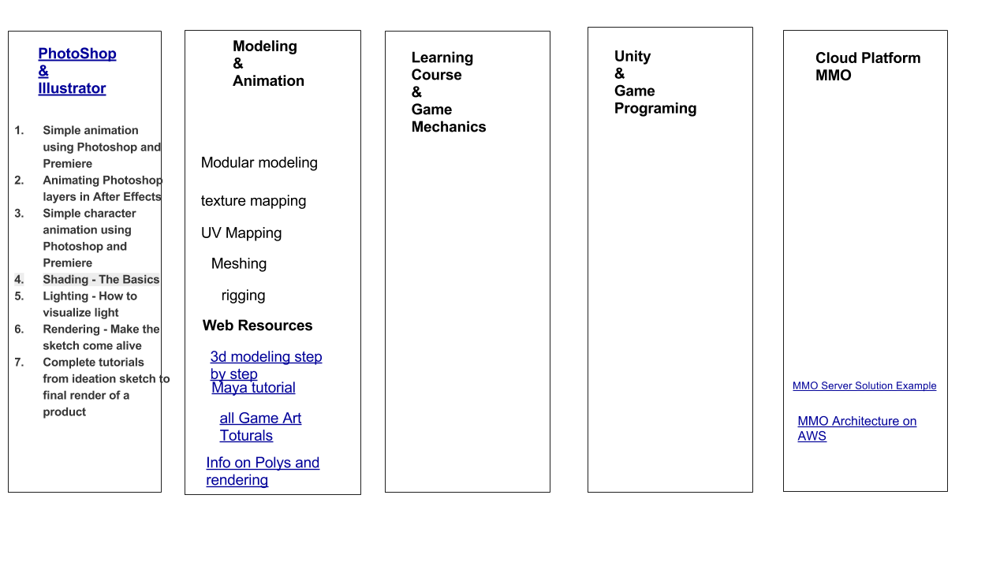 PhotoShop
&
Illustrator
1. Simple animation
using Photoshop and
Premiere
2. Animating Photoshop
layers in After Effects
3. Simple character
animation using
Photoshop and
Premiere
4. Shading - The Basics
5. Lighting - How to
visualize light
6. Rendering - Make the
sketch come alive
7. Complete tutorials
from ideation sketch to
final render of a
product
Modeling
&
Animation
Modular modeling
texture mapping
UV Mapping
Meshing
rigging
Web Resources
3d modeling step
by step
Maya tutorial
all Game Art
Toturals
Info on Polys and
rendering
Learning
Course
&
Game
Mechanics
Unity
&
Game
Programing
Cloud Platform
MMO
MMO Server Solution Example
MMO Architecture on
AWS